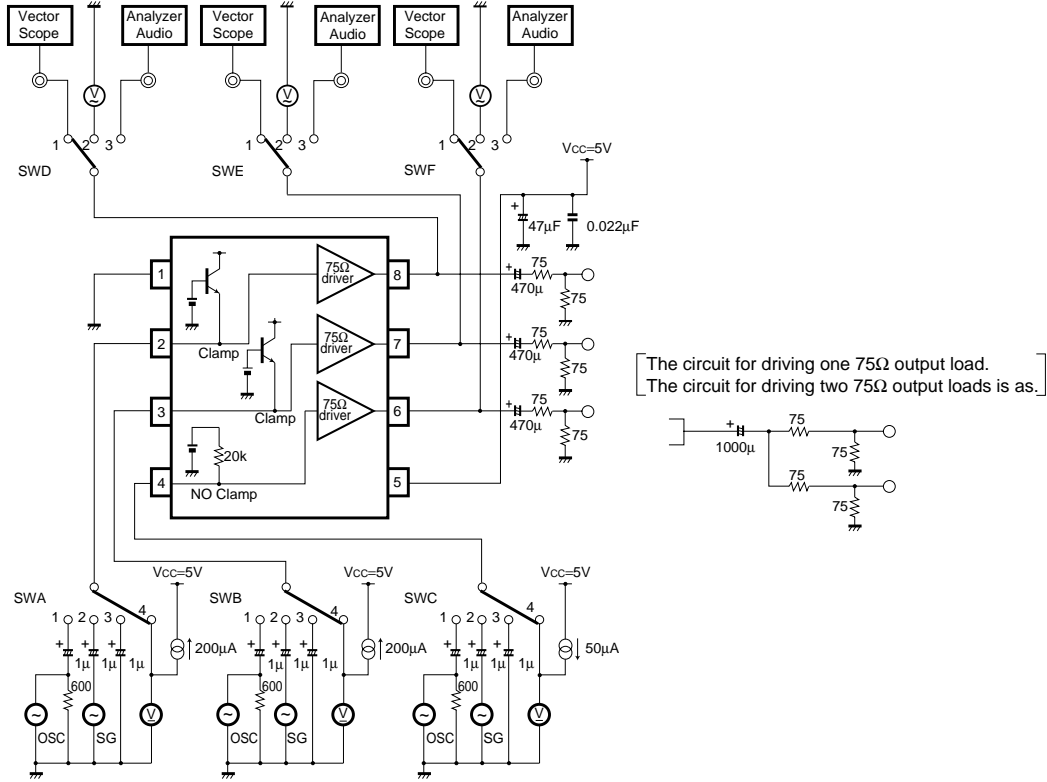 Vector Scope
Analyzer Audio
Vector Scope
Analyzer Audio
Vector Scope
Analyzer Audio
V
~
V
~
V
~
1 2 3
1 2 3
1 2 3
SWD
SWE
SWF
VCC=5V
+
47µF
0.022µF
1
75Ω driver
8
+
75
470µ
75
2
Clamp
75Ω driver
7
+
75
470µ
75
3
Clamp
75Ω driver
6
+
75
470µ
75
20k
4
NO Clamp
5
[The circuit for driving one 75Ω output load.
The circuit for driving two 75Ω output loads is as.]
+
1000µ
75
75
75
75
VCC=5V
VCC=5V
VCC=5V
SWA
1 2 3 4
SWB
1 2 3 4
SWC
1 2 3 4
+ + +
1µ 1µ 1µ
200µA
+ + +
1µ 1µ 1µ
200µA
+ + +
1µ 1µ 1µ
50µA
600
600
600
~ ~ V
~ ~ V
~ ~ V
OSC SG
OSC SG
OSC SG